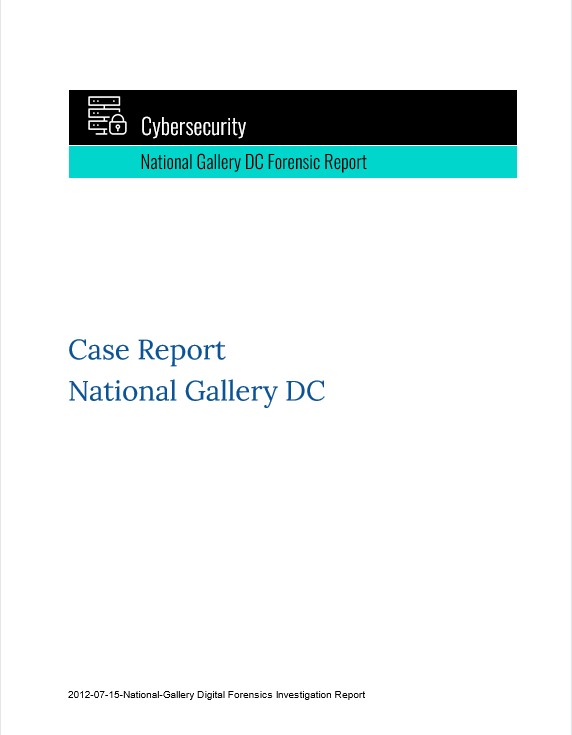 Cybersecurity
National Gallery DC Forensic Report
Case Report
National Gallery DC
2012-07-15-National-Gallery Digital Forensics Investigation Report